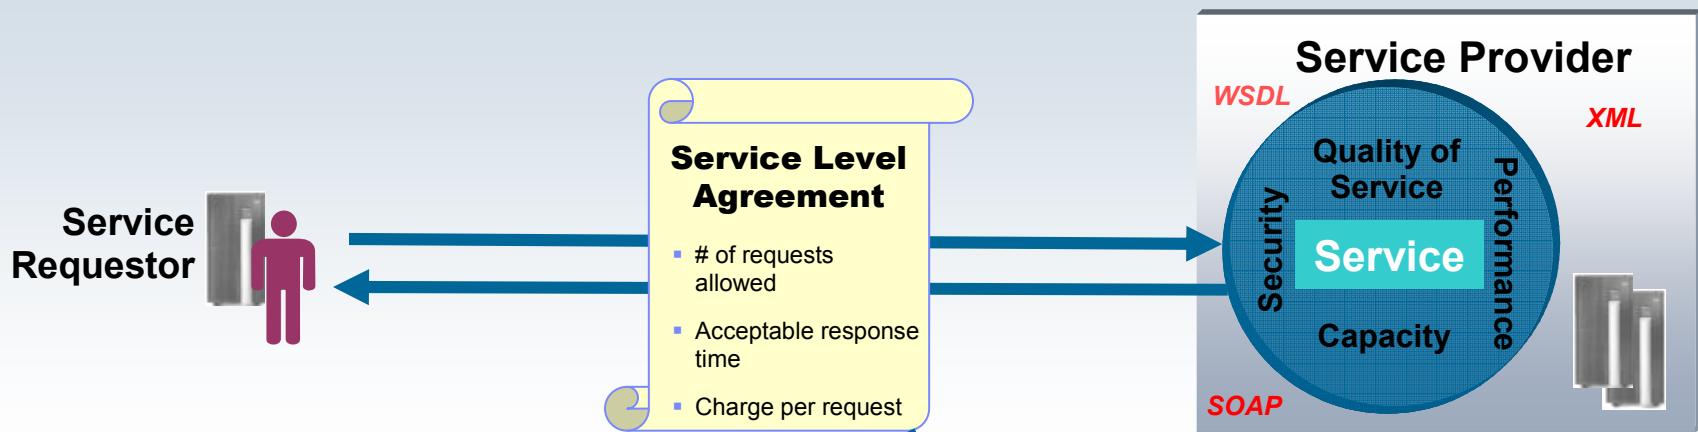 Service
Requestor
Service Level
Agreement
# of requests
allowed
Acceptable response
time
Charge per request
Service Provider
WSDL
XML
Quality of
Service
Security
Performance
Service
Capacity
SOAP